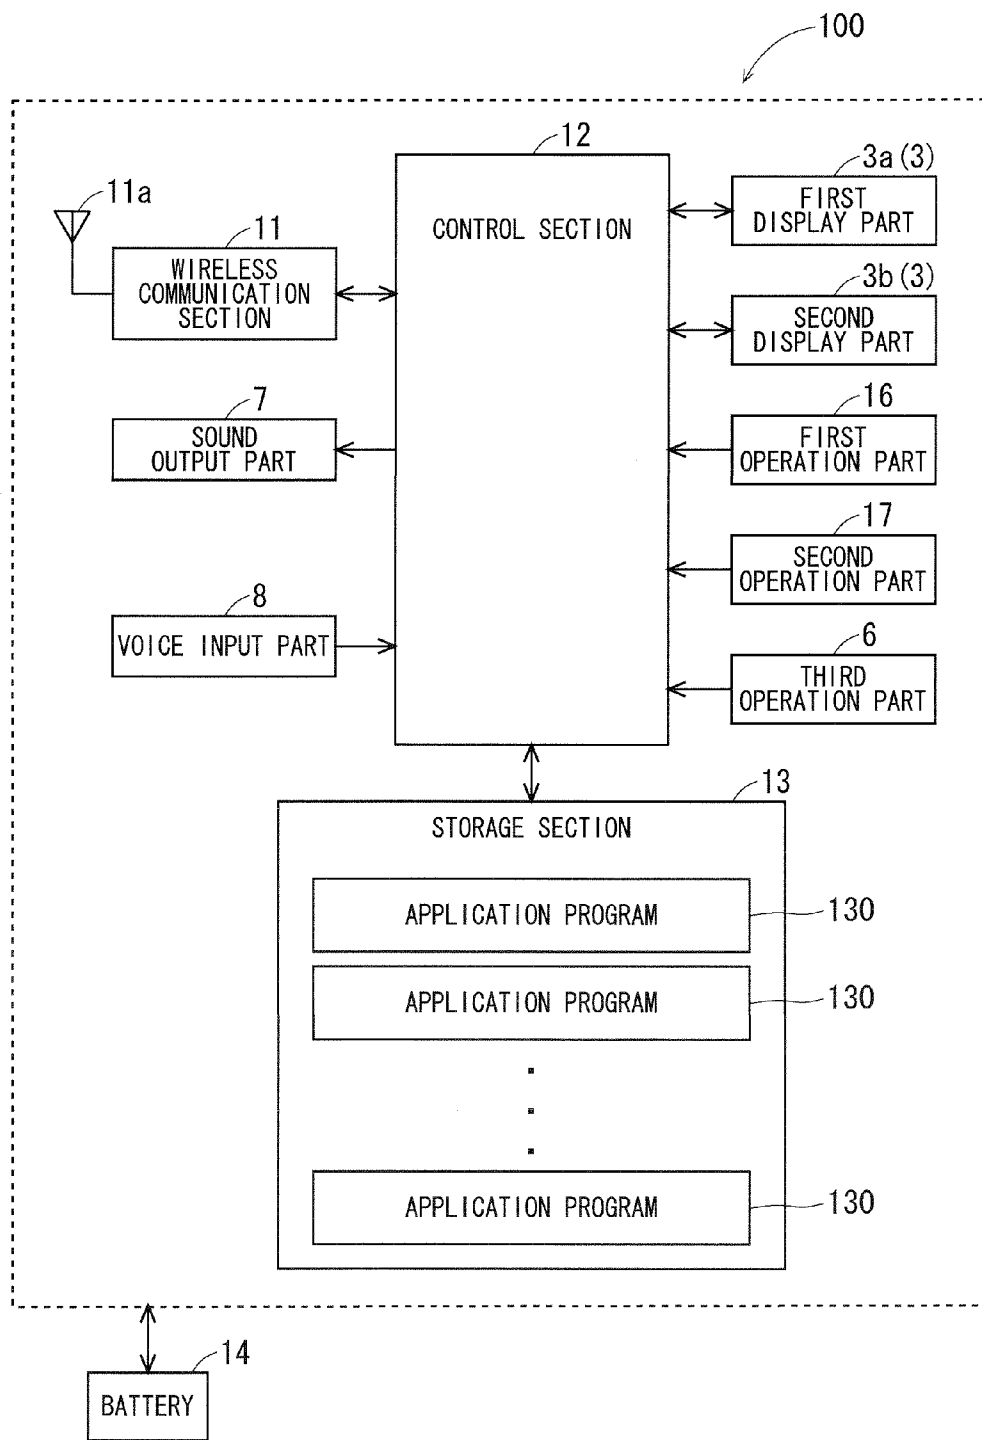 100
12
CONTROL SECTION
11a
11
WIRELESS
COMMUNICATION
SECTION
7
SOUND
OUTPUT PART
8
VOICE INPUT PART
3a(3)
FIRST
DISPLAY PART
3b(3)
SECOND
DISPLAY PART
16
FIRST
OPERATION PART
17
SECOND
OPERATION PART
6
THIRD
OPERATION PART
13
STORAGE SECTION
APPLICATION PROGRAM
130
APPLICATION PROGRAM
130
APPLICATION PROGRAM
130
14
BATTERY